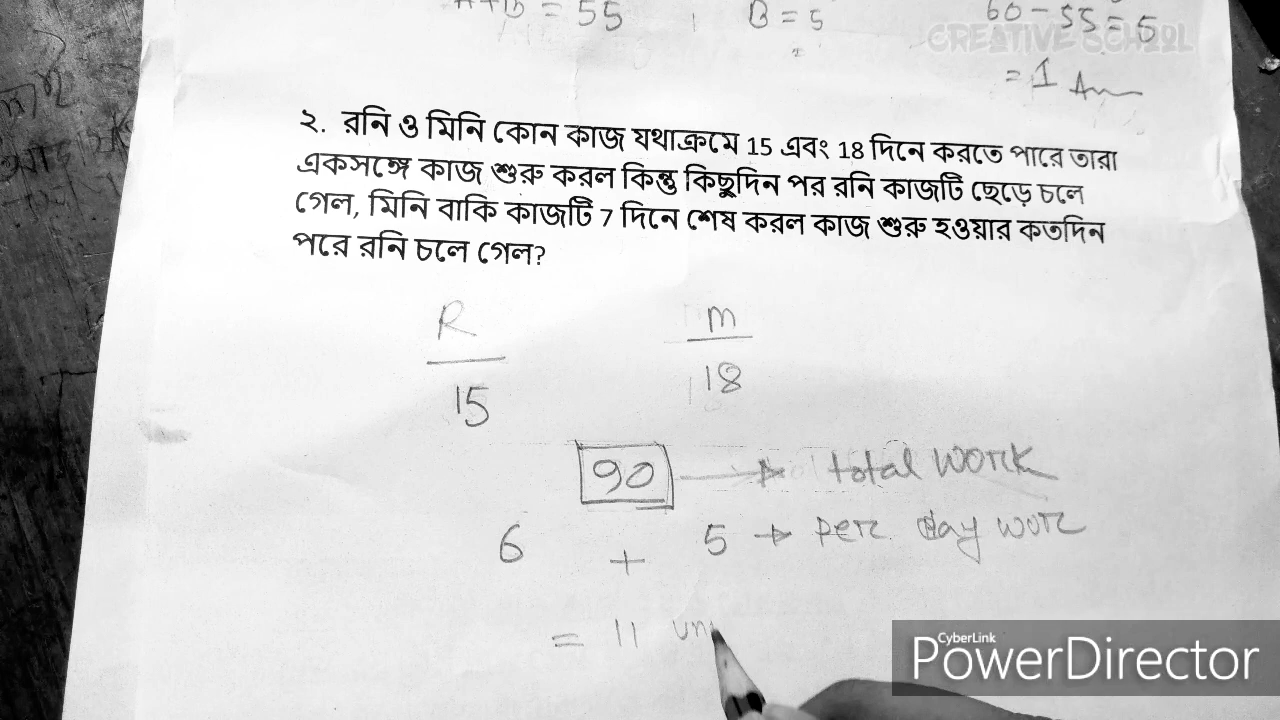 A+B = 55 B = 5 60 - 55 = 5
CREATIVE SCHOOL
= 1 Am
২. রনি ও মিনি কোন কাজ যথাক্রমে 15 এবং 18 দিনে করতে পারে তারা
একসঙ্গে কাজ শুরু করল কিন্তু কিছুদিন পর রনি কাজটি ছেড়ে চলে
গেল, মিনি বাকি কাজটি 7 দিনে শেষ করল কাজ শুরু হওয়ার কতদিন
পরে রনি চলে গেল?
R m
15 18
90 → total work
6 + 5 → per day work
= 11 un
CyberLink
PowerDirector